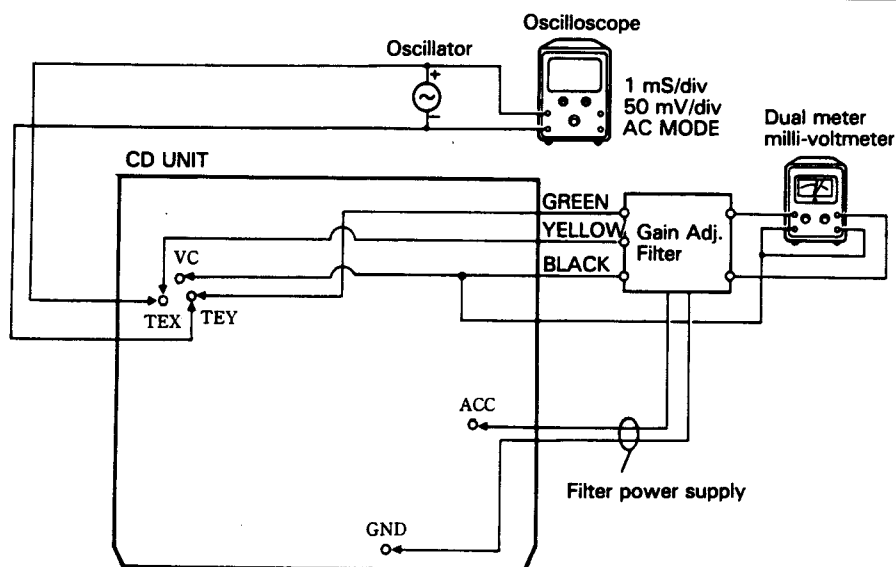 Oscilloscope
Oscillator
+
−
1 mS/div
50 mV/div
AC MODE
Dual meter
milli-voltmeter
CD UNIT
GREEN
YELLOW
BLACK
Gain Adj.
Filter
VC
TEX
TEY
ACC
Filter power supply
GND